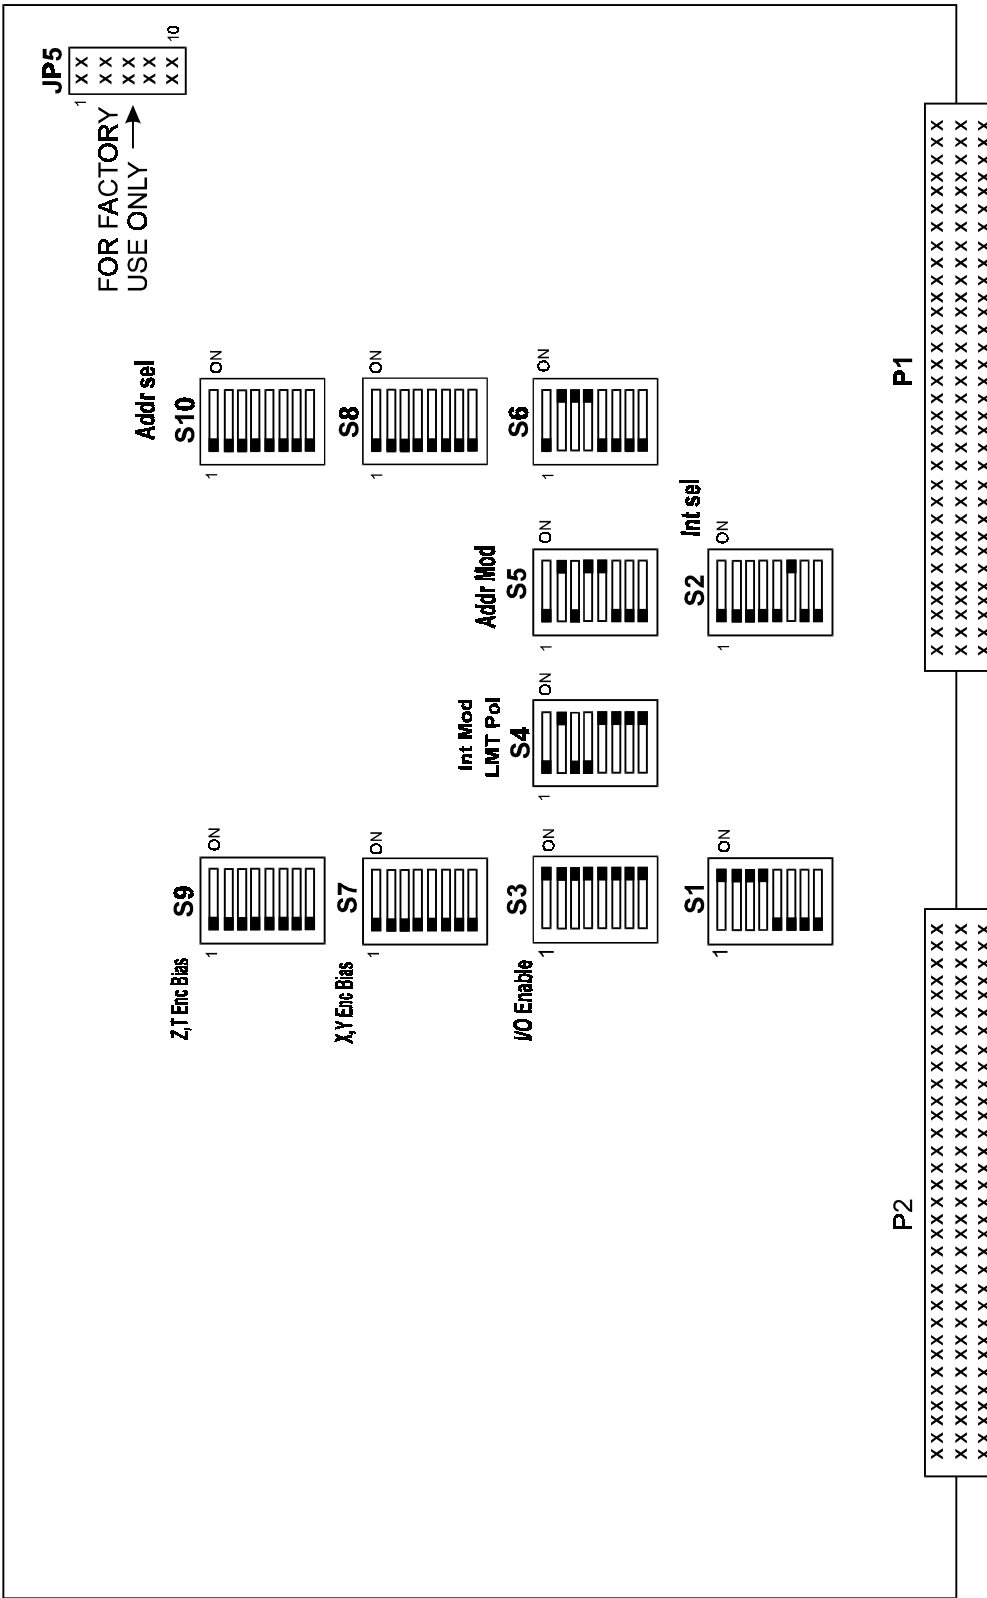 JP5
1
FOR FACTORY
USE ONLY
10
Addr sel
Z,T Enc Bias
S9
S10
1 ON
1 ON
X,Y Enc Bias
S7
S8
1 ON
1 ON
Int Mod
LMT Pol
Addr Mod
I/O Enable
S3
S4
S5
S6
1 ON
1 ON
1 ON
1 ON
Int sel
S1
S2
1 ON
1 ON
P2
P1